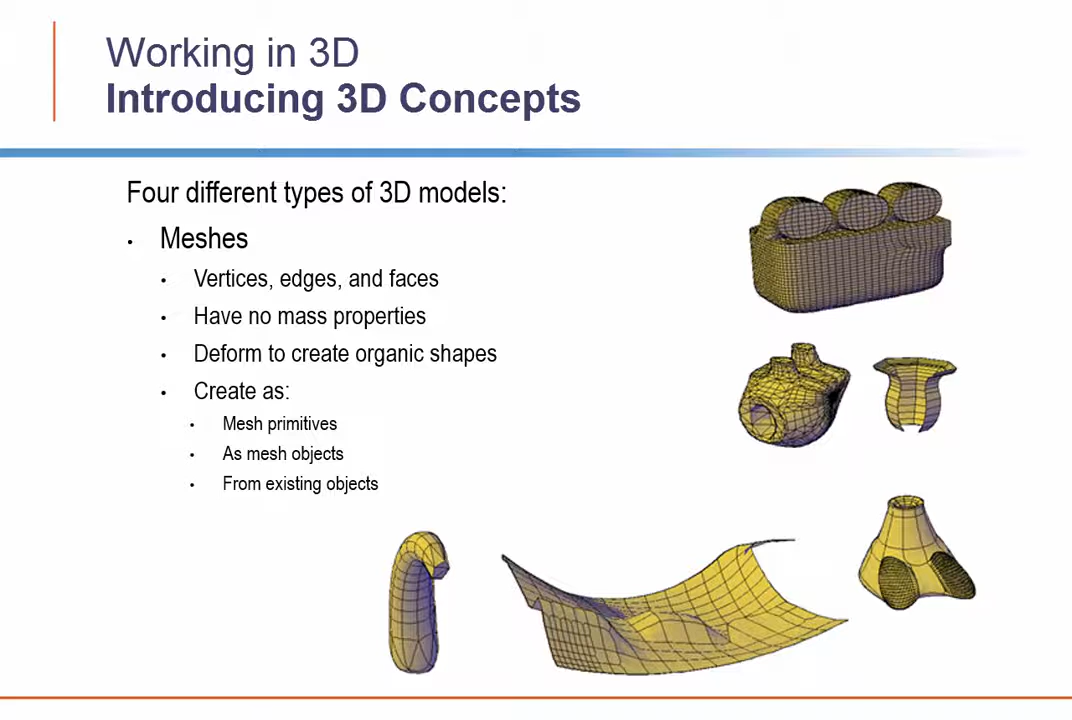 Working in 3D
Introducing 3D Concepts
Four different types of 3D models:
• Meshes
• Vertices, edges, and faces
• Have no mass properties
• Deform to create organic shapes
• Create as:
• Mesh primitives
• As mesh objects
• From existing objects